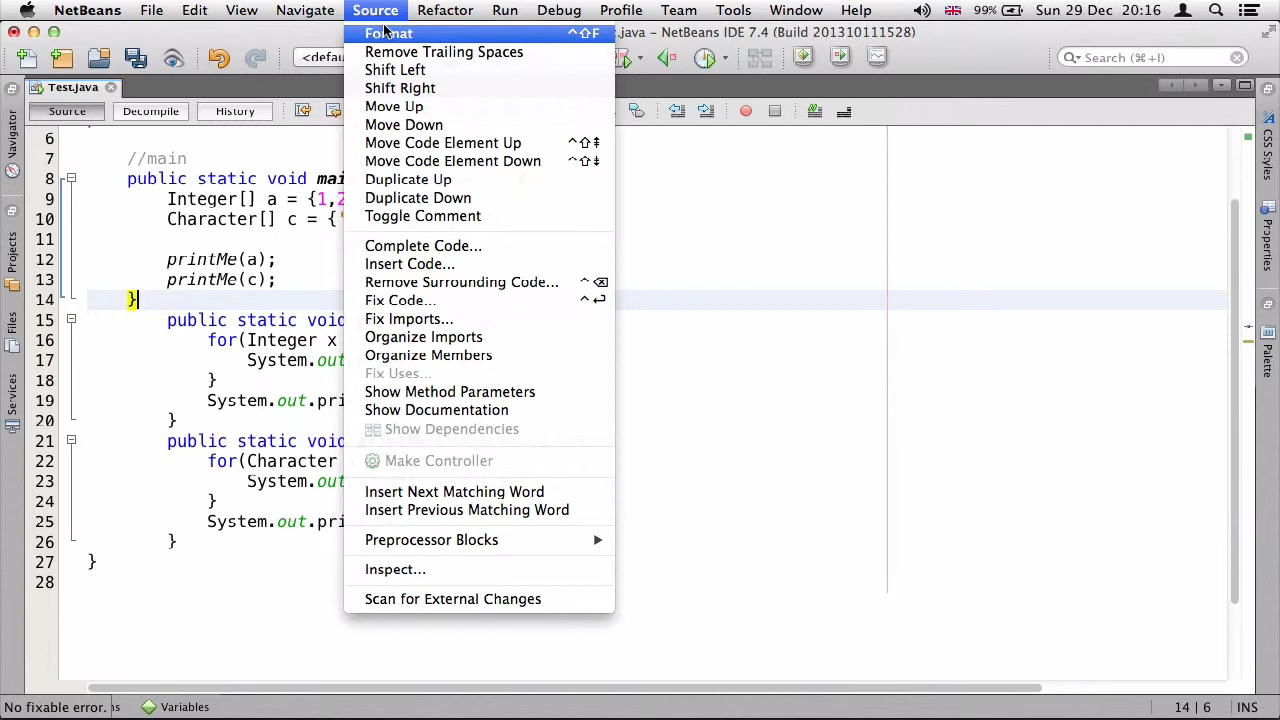 NetBeans File Edit View Navigate Source Refactor Run Debug Profile Team Tools Window Help 99% Sun 8 Dec 20:16
.java - NetBeans IDE 7.4 (Build 201310111528)
Search (⌘+I)
Test.java
Source Decompile History
Format ^⇧F
Remove Trailing Spaces
Shift Left
Shift Right
Move Up
Move Down
Move Code Element Up ^⇧⇞
Move Code Element Down ^⇧⇟
Duplicate Up
Duplicate Down
Toggle Comment
Complete Code...
Insert Code...
Remove Surrounding Code... ^⌫
Fix Code... ^↩
Fix Imports...
Organize Imports
Organize Members
Fix Uses...
Show Method Parameters
Show Documentation
Show Dependencies
Make Controller
Insert Next Matching Word
Insert Previous Matching Word
Preprocessor Blocks
Inspect...
Scan for External Changes
6
7 //main
8 public static void mai
9 Integer[] a = {1,2
10 Character[] c = {'
11
12 printMe(a);
13 printMe(c);
14 }
15 public static void
16 for(Integer x
17 System.out
18 }
19 System.out.pri
20 }
21 public static void
22 for(Character
23 System.out
24 }
25 System.out.pri
26 }
27 }
28
Navigator
Projects
Files
Services
CSS Styles
Properties
Palette
No fixable error. Variables 14 | 6 INS